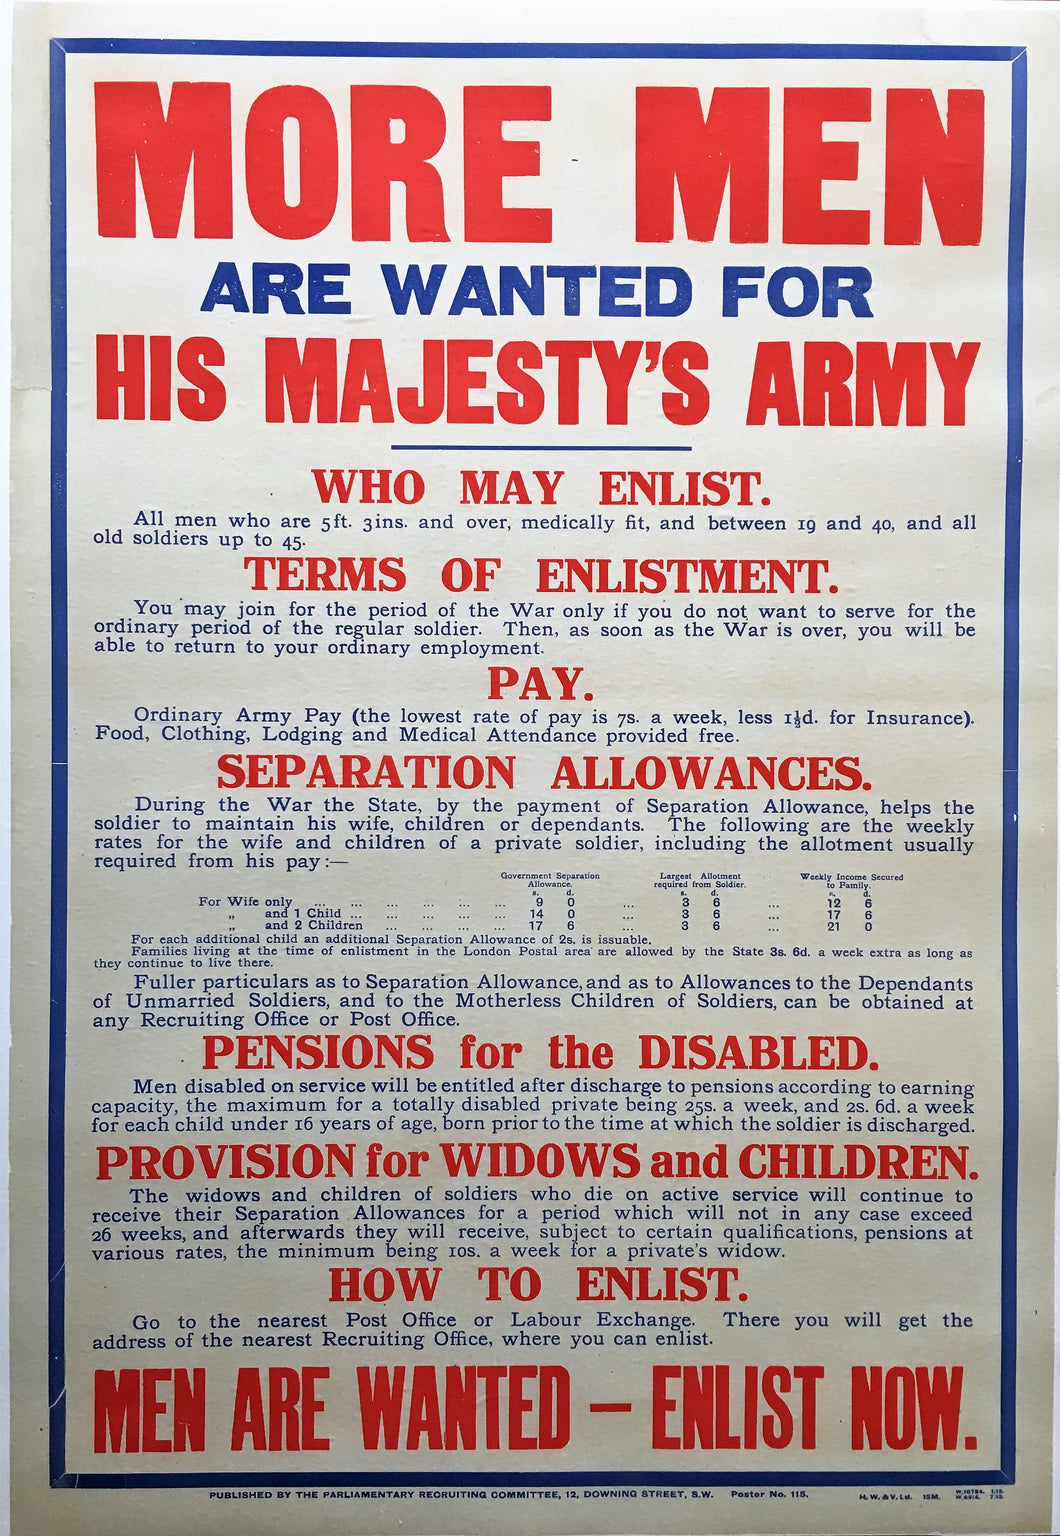 MORE MEN
ARE WANTED FOR
HIS MAJESTY'S ARMY
WHO MAY ENLIST.
All men who are 5ft. 3ins. and over, medically fit, and between 19 and 40, and all
old soldiers up to 45.
TERMS OF ENLISTMENT.
You may join for the period of the War only if you do not want to serve for the
ordinary period of the regular soldier. Then, as soon as the War is over, you will be
able to return to your ordinary employment.
PAY.
Ordinary Army Pay (the lowest rate of pay is 7s. a week, less 1½d. for Insurance).
Food, Clothing, Lodging and Medical Attendance provided free.
SEPARATION ALLOWANCES.
During the War the State, by the payment of Separation Allowance, helps the
soldier to maintain his wife, children or dependants. The following are the weekly
rates for the wife and children of a private soldier, including the allotment usually
required from his pay:—
Government Separation Largest Allotment Weekly Income Secured
Allowance. required from Soldier. to Family.
s. d. s. d. s. d.
For Wife only ... ... ... ... ... ... 9 0 ... 3 6 ... 12 6
„ and 1 Child ... ... ... ... ... 14 0 ... 3 6 ... 17 6
„ and 2 Children ... ... ... ... 17 6 ... 3 6 ... 21 0
For each additional child an additional Separation Allowance of 2s. is issuable.
Families living at the time of enlistment in the London Postal area are allowed by the State 3s. 6d. a week extra as long as
they continue to live there.
Fuller particulars as to Separation Allowance, and as to Allowances to the Dependants
of Unmarried Soldiers, and to the Motherless Children of Soldiers, can be obtained at
any Recruiting Office or Post Office.
PENSIONS for the DISABLED.
Men disabled on service will be entitled after discharge to pensions according to earning
capacity, the maximum for a totally disabled private being 25s. a week, and 2s. 6d. a week
for each child under 16 years of age, born prior to the time at which the soldier is discharged.
PROVISION for WIDOWS and CHILDREN.
The widows and children of soldiers who die on active service will continue to
receive their Separation Allowances for a period which will not in any case exceed
26 weeks, and afterwards they will receive, subject to certain qualifications, pensions at
various rates, the minimum being 10s. a week for a private's widow.
HOW TO ENLIST.
Go to the nearest Post Office or Labour Exchange. There you will get the
address of the nearest Recruiting Office, where you can enlist.
MEN ARE WANTED — ENLIST NOW.
PUBLISHED BY THE PARLIAMENTARY RECRUITING COMMITTEE, 12, DOWNING STREET, S.W. Poster No. 115. H. W. & V. Ld. 15M.